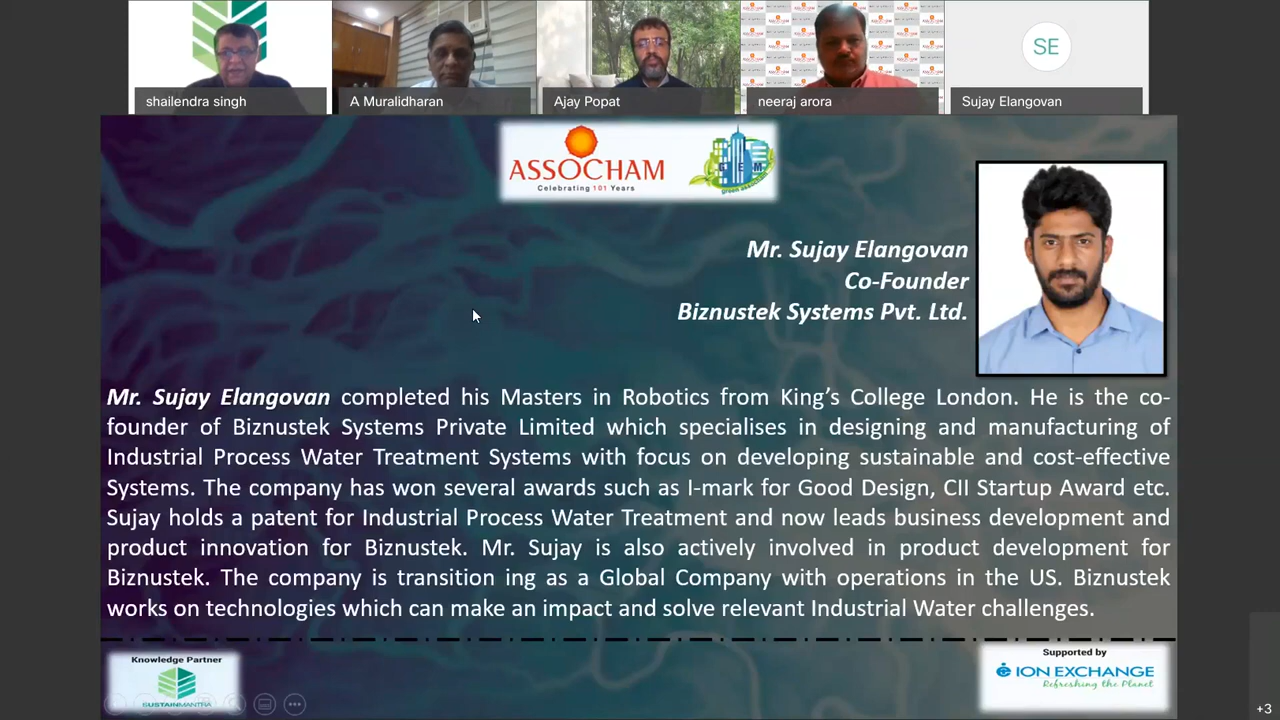 shailendra singh
A Muralidharan
Ajay Popat
neeraj arora
SE
Sujay Elangovan
ASSOCHAM
Celebrating 101 Years
GEM
green assocham
Mr. Sujay Elangovan
Co-Founder
Biznustek Systems Pvt. Ltd.
Mr. Sujay Elangovan completed his Masters in Robotics from King's College London. He is the co-
founder of Biznustek Systems Private Limited which specialises in designing and manufacturing of
Industrial Process Water Treatment Systems with focus on developing sustainable and cost-effective
Systems. The company has won several awards such as I-mark for Good Design, CII Startup Award etc.
Sujay holds a patent for Industrial Process Water Treatment and now leads business development and
product innovation for Biznustek. Mr. Sujay is also actively involved in product development for
Biznustek. The company is transition ing as a Global Company with operations in the US. Biznustek
works on technologies which can make an impact and solve relevant Industrial Water challenges.
Knowledge Partner
SUSTAINMANTRA
Supported by
ION EXCHANGE
Refreshing the Planet
+3